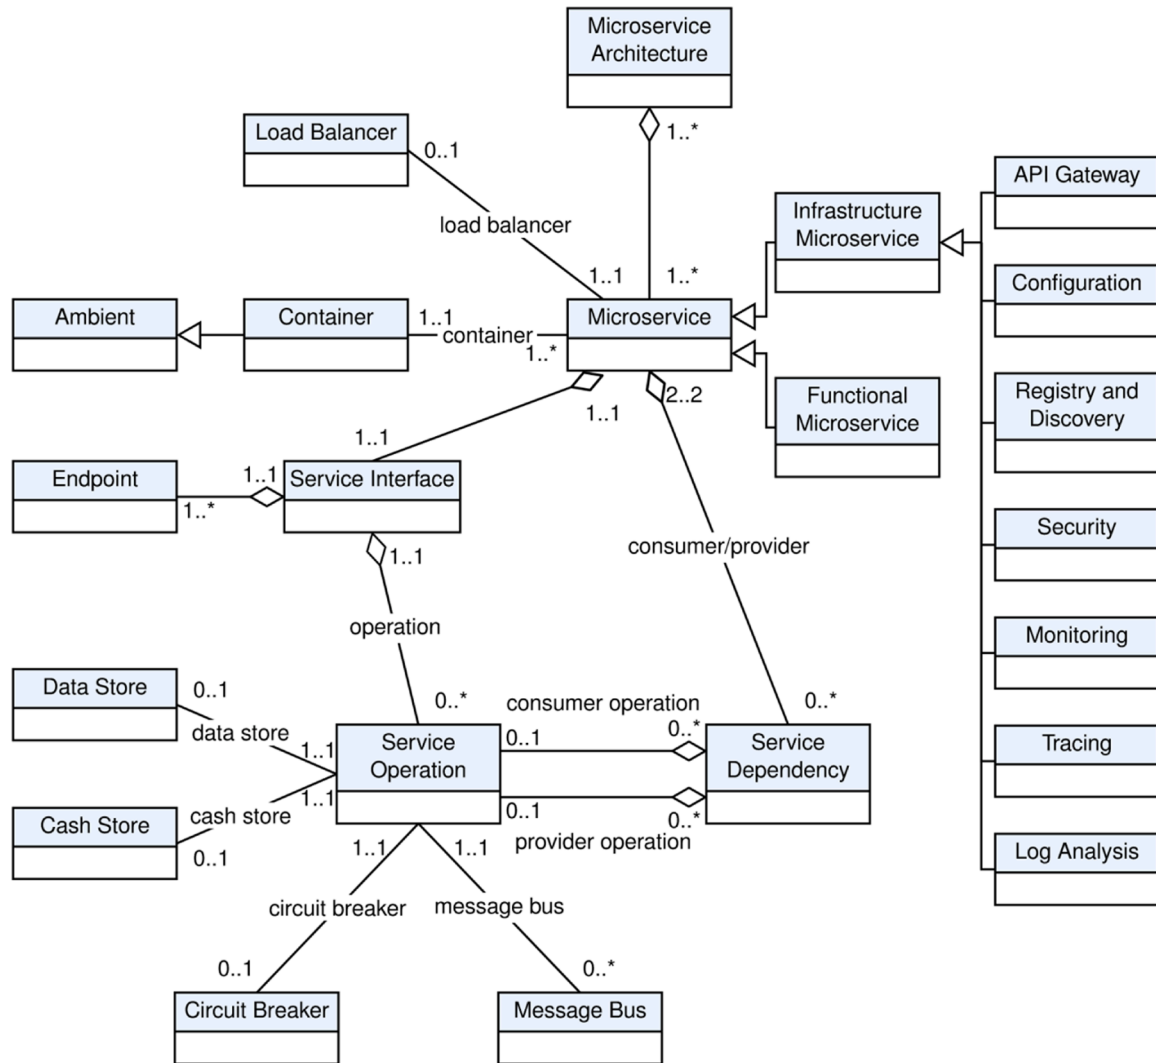 Microservice
Architecture
1..*
Load Balancer
0..1
load balancer
1..1
1..*
Infrastructure
Microservice
API Gateway
Configuration
Ambient
Container
1..1
container
1..*
Microservice
1..1
2..2
Functional
Microservice
Registry and
Discovery
1..1
Endpoint
1..*
1..1
Service Interface
1..1
Security
consumer/provider
operation
Monitoring
Data Store
0..1
data store
1..1
0..*
consumer operation
0..*
0..*
Service
Operation
0..1
Service
Dependency
Tracing
Cash Store
1..1
cash store
0..1
0..1
0..*
provider operation
Log Analysis
1..1
1..1
circuit breaker
message bus
0..1
0..*
Circuit Breaker
Message Bus